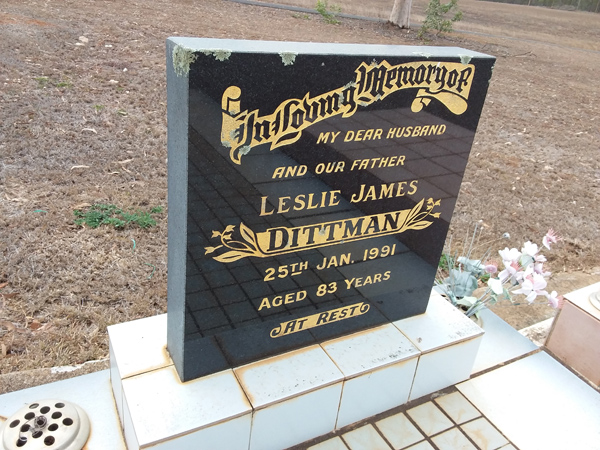 In Loving Memory of
MY DEAR HUSBAND
AND OUR FATHER
LESLIE JAMES
DITTMAN
25TH JAN. 1991
AGED 83 YEARS
AT REST